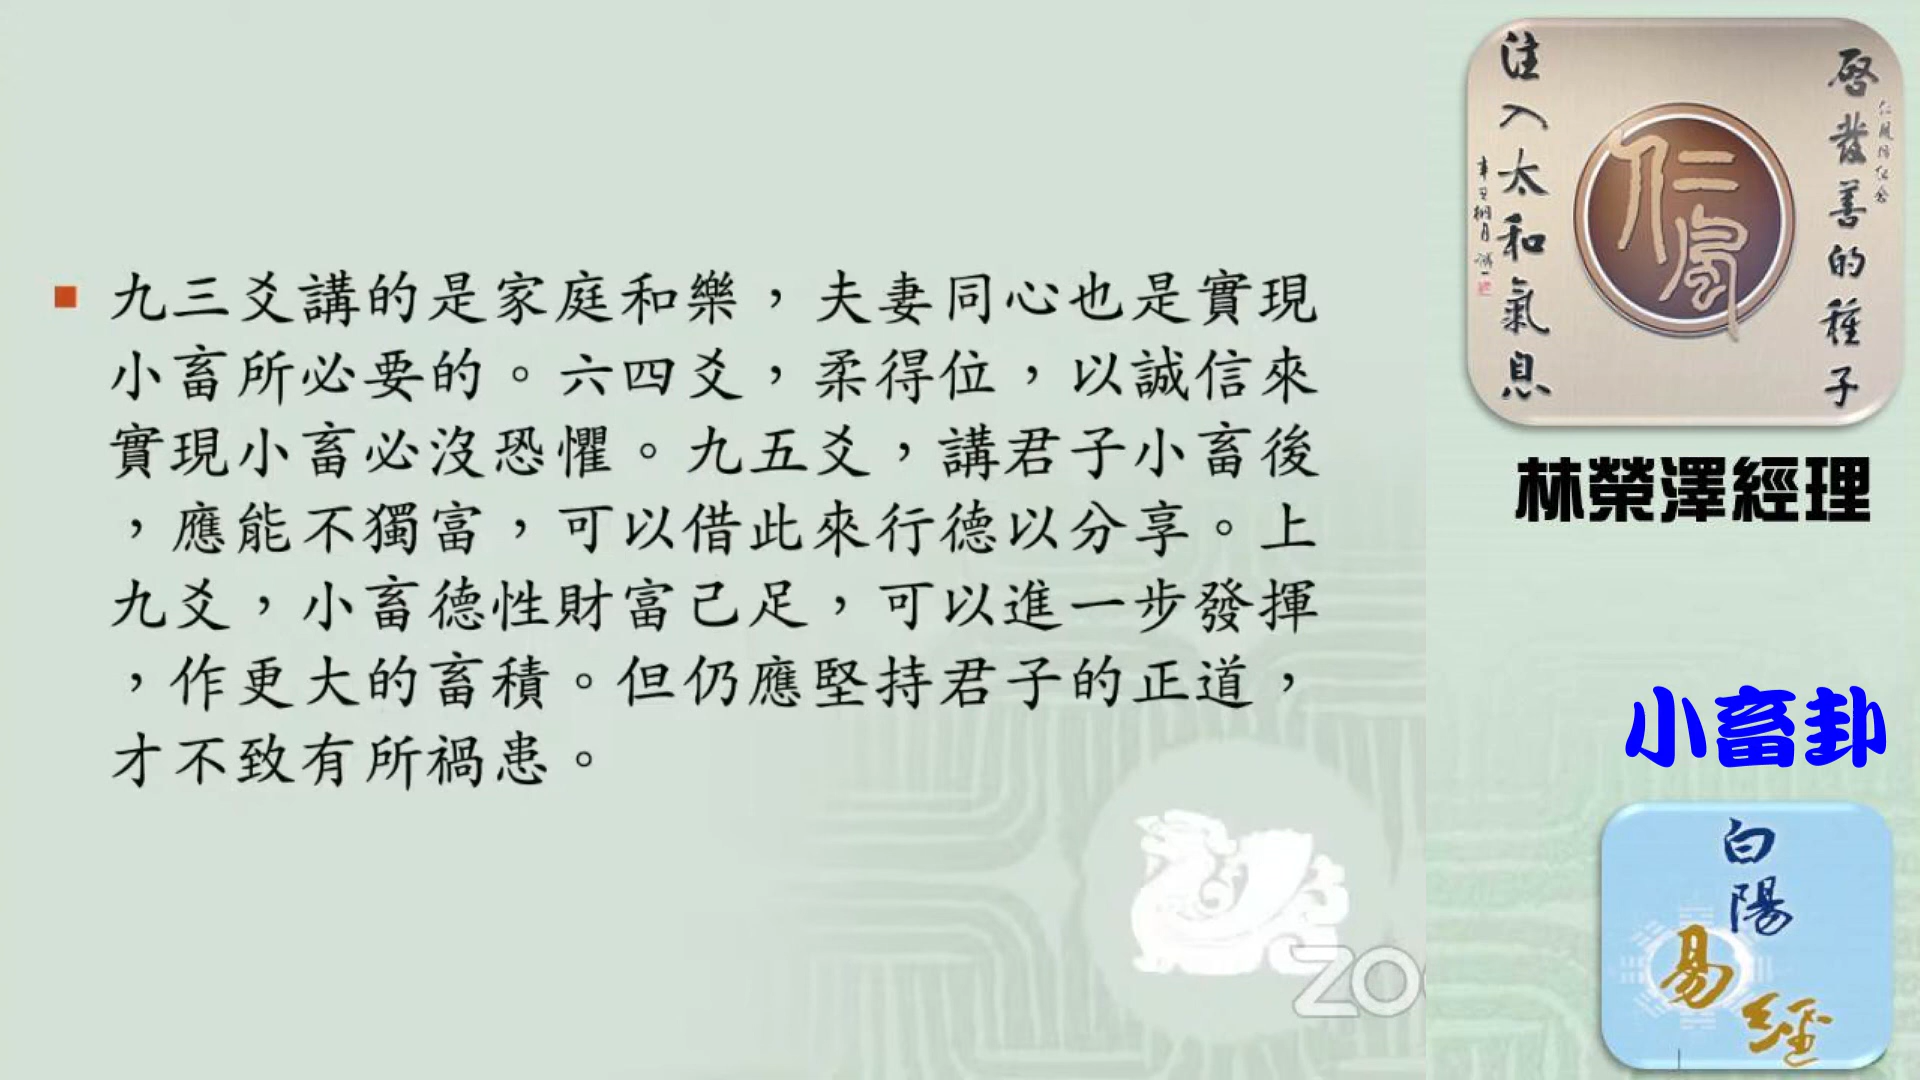 九三爻講的是家庭和樂，夫妻同心也是實現
小畜所必要的。六四爻，柔得位，以誠信來
實現小畜必沒恐懼。九五爻，講君子小畜後
，應能不獨富，可以借此來行德以分享。上
九爻，小畜德性財富己足，可以進一步發揮
，作更大的畜積。但仍應堅持君子的正道，
才不致有所禍患。
啓發善的種子
仁風
注入太和氣息
林榮澤經理
小畜卦
白陽
易經
ZO